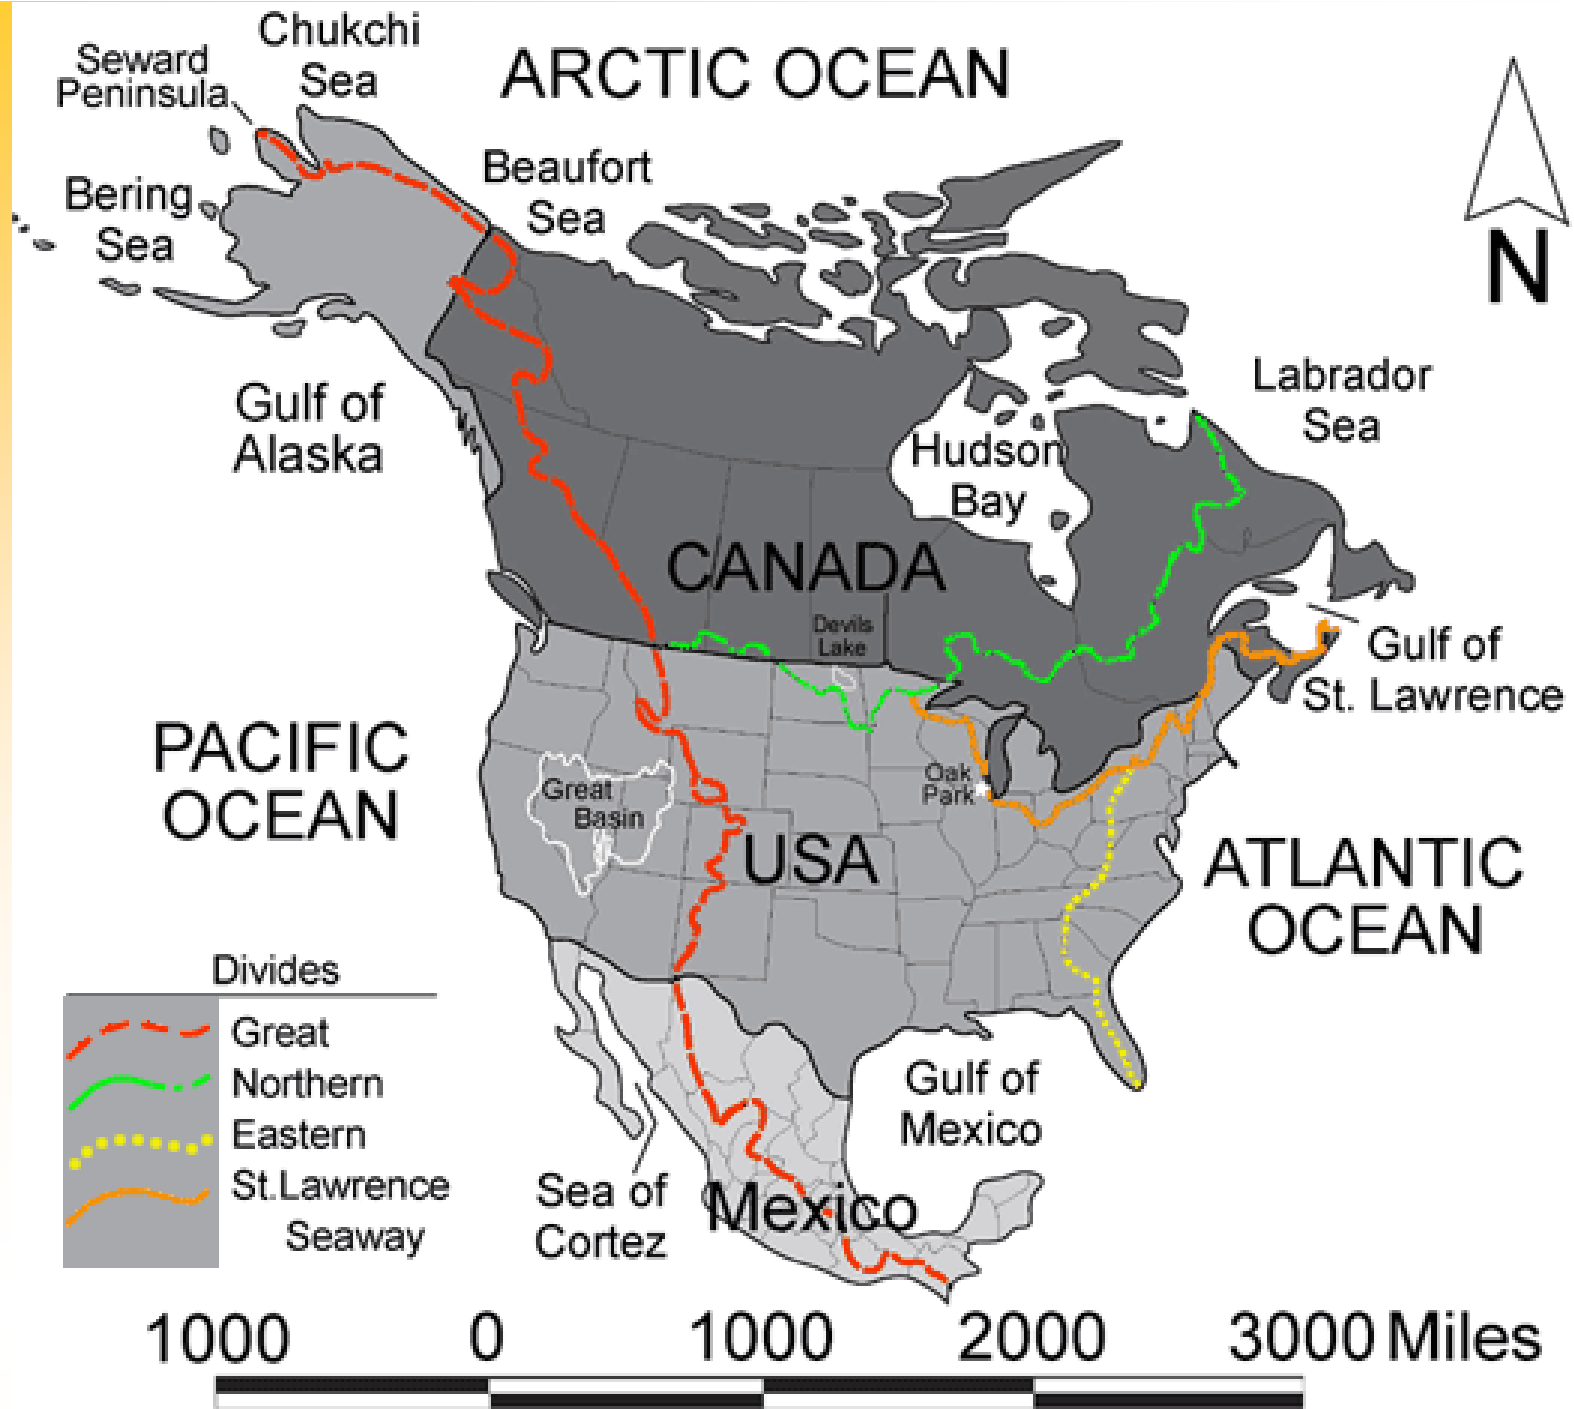 Chukchi
Sea
Seward
Peninsula
ARCTIC OCEAN
Beaufort
Sea
Bering
Sea
N
Labrador
Sea
Gulf of
Alaska
Hudson
Bay
CANADA
Devils
Lake
Gulf of
St. Lawrence
PACIFIC
OCEAN
Great
Basin
Oak
Park
USA
ATLANTIC
OCEAN
Divides
Great
Northern
Eastern
St.Lawrence
Seaway
Gulf of
Mexico
Sea of
Cortez
Mexico
1000 0 1000 2000 3000 Miles